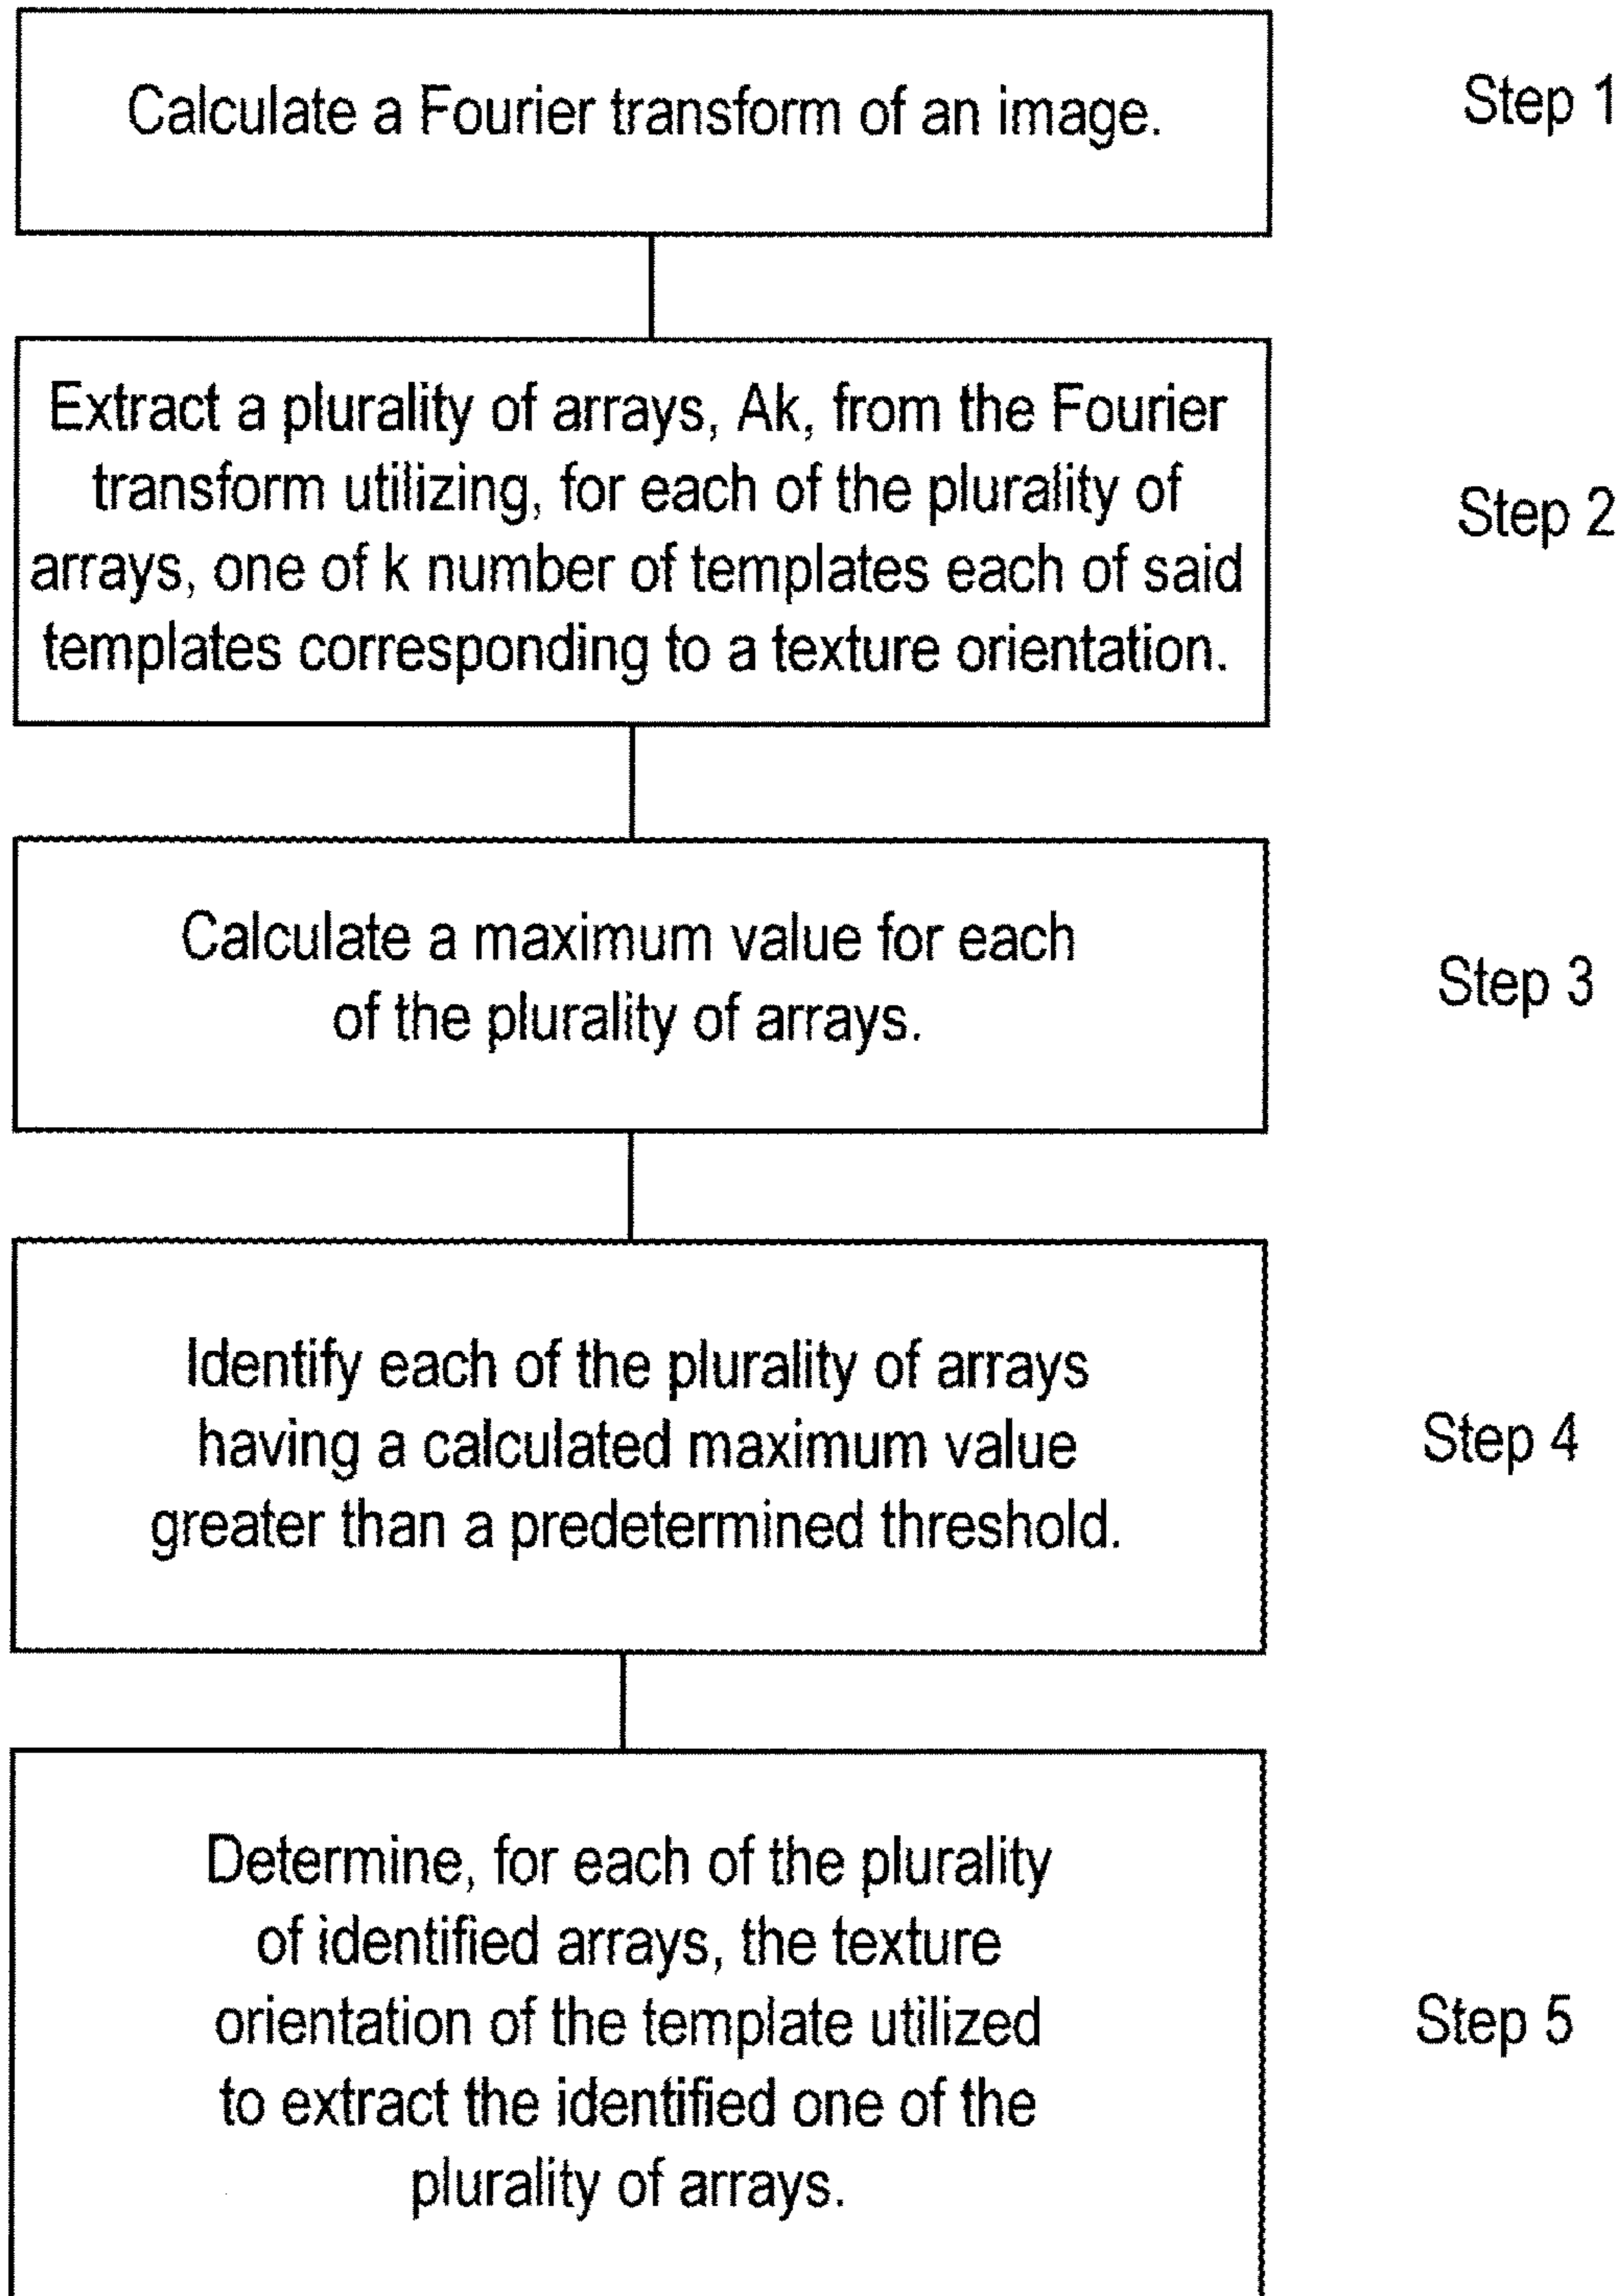 Calculate a Fourier transform of an image.
Step 1
Extract a plurality of arrays, Ak, from the Fourier
transform utilizing, for each of the plurality of
arrays, one of k number of templates each of said
templates corresponding to a texture orientation.
Step 2
Calculate a maximum value for each
of the plurality of arrays.
Step 3
Identify each of the plurality of arrays
having a calculated maximum value
greater than a predetermined threshold.
Step 4
Determine, for each of the plurality
of identified arrays, the texture
orientation of the template utilized
to extract the identified one of the
plurality of arrays.
Step 5